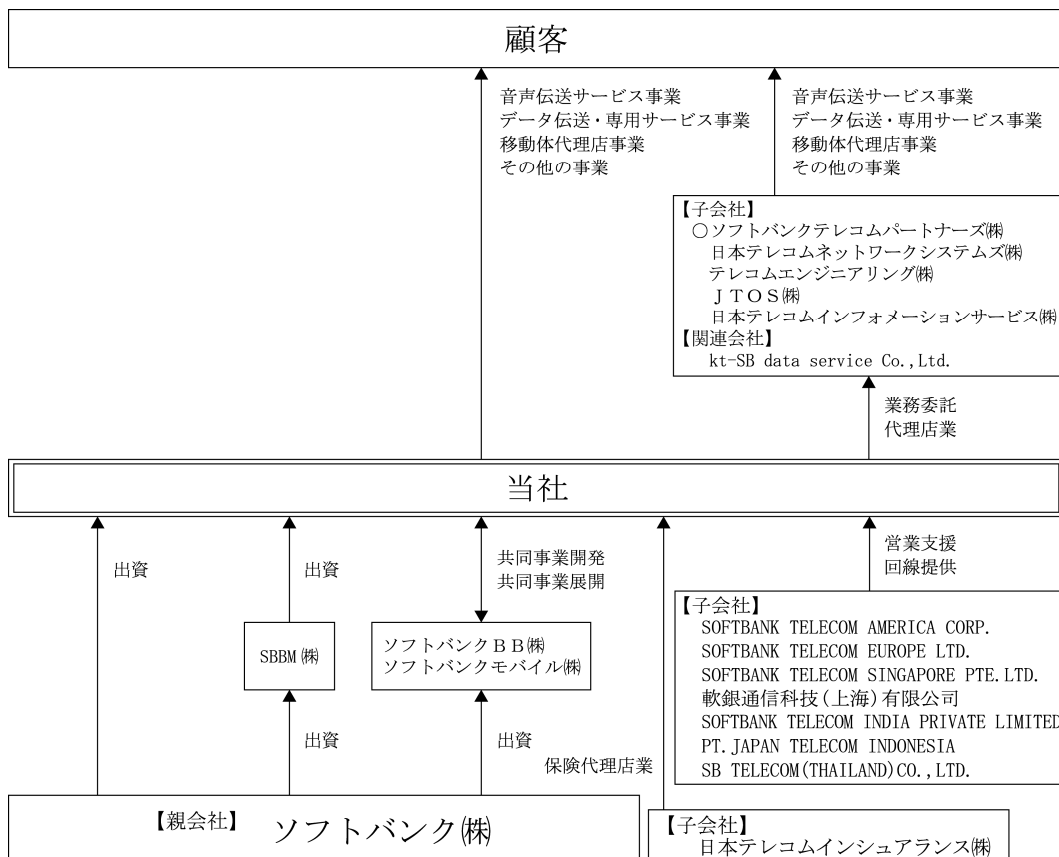 顧客
音声伝送サービス事業
データ伝送・専用サービス事業
移動体代理店事業
その他の事業
音声伝送サービス事業
データ伝送・専用サービス事業
移動体代理店事業
その他の事業
【子会社】
○ソフトバンクテレコムパートナーズ㈱
日本テレコムネットワークシステムズ㈱
テレコムエンジニアリング㈱
ＪＴＯＳ㈱
日本テレコムインフォメーションサービス㈱
【関連会社】
kt-SB data service Co.,Ltd.
業務委託
代理店業
当社
出資
出資
共同事業開発
共同事業展開
営業支援
回線提供
SBBM㈱
ソフトバンクＢＢ㈱
ソフトバンクモバイル㈱
【子会社】
SOFTBANK TELECOM AMERICA CORP.
SOFTBANK TELECOM EUROPE LTD.
SOFTBANK TELECOM SINGAPORE PTE.LTD.
軟銀通信科技(上海)有限公司
SOFTBANK TELECOM INDIA PRIVATE LIMITED
PT.JAPAN TELECOM INDONESIA
SB TELECOM(THAILAND)CO.,LTD.
出資
出資
保険代理店業
【親会社】 ソフトバンク㈱
【子会社】
日本テレコムインシュアランス㈱